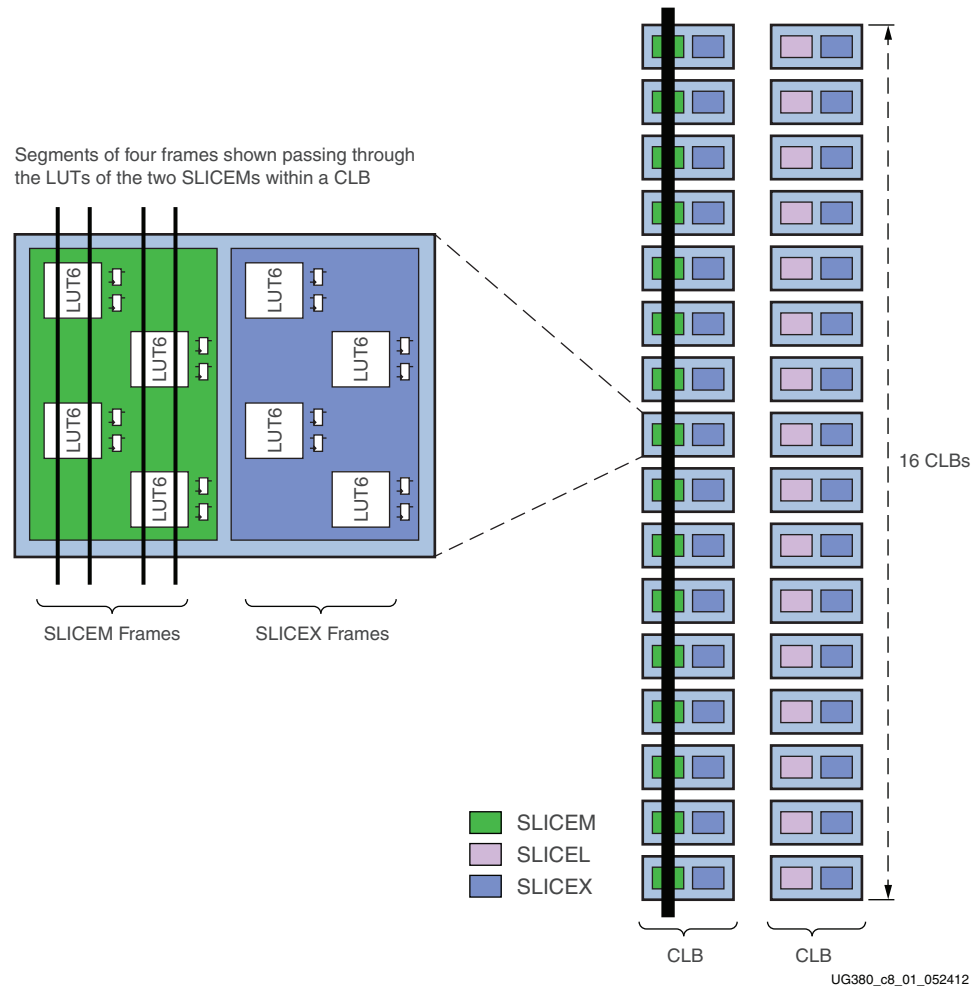 Segments of four frames shown passing through
the LUTs of the two SLICEMs within a CLB
LUT6
LUT6
LUT6
LUT6
LUT6
LUT6
LUT6
LUT6
SLICEM Frames
SLICEX Frames
16 CLBs
SLICEM
SLICEL
SLICEX
CLB
CLB
UG380_c8_01_052412